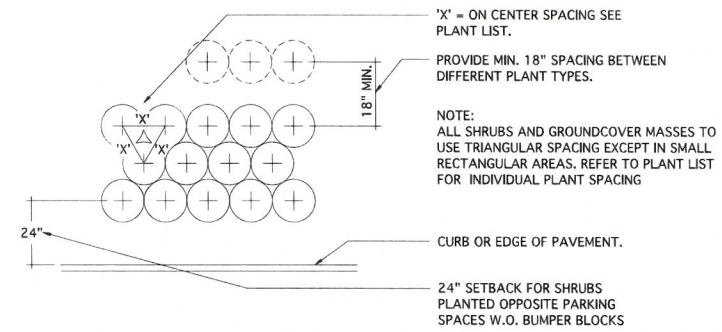 'X' = ON CENTER SPACING SEE
PLANT LIST.
PROVIDE MIN. 18" SPACING BETWEEN
DIFFERENT PLANT TYPES.
18" MIN.
'X'
'X'
'X'
NOTE:
ALL SHRUBS AND GROUNDCOVER MASSES TO
USE TRIANGULAR SPACING EXCEPT IN SMALL
RECTANGULAR AREAS. REFER TO PLANT LIST
FOR INDIVIDUAL PLANT SPACING
24"
CURB OR EDGE OF PAVEMENT.
24" SETBACK FOR SHRUBS
PLANTED OPPOSITE PARKING
SPACES W.O. BUMPER BLOCKS